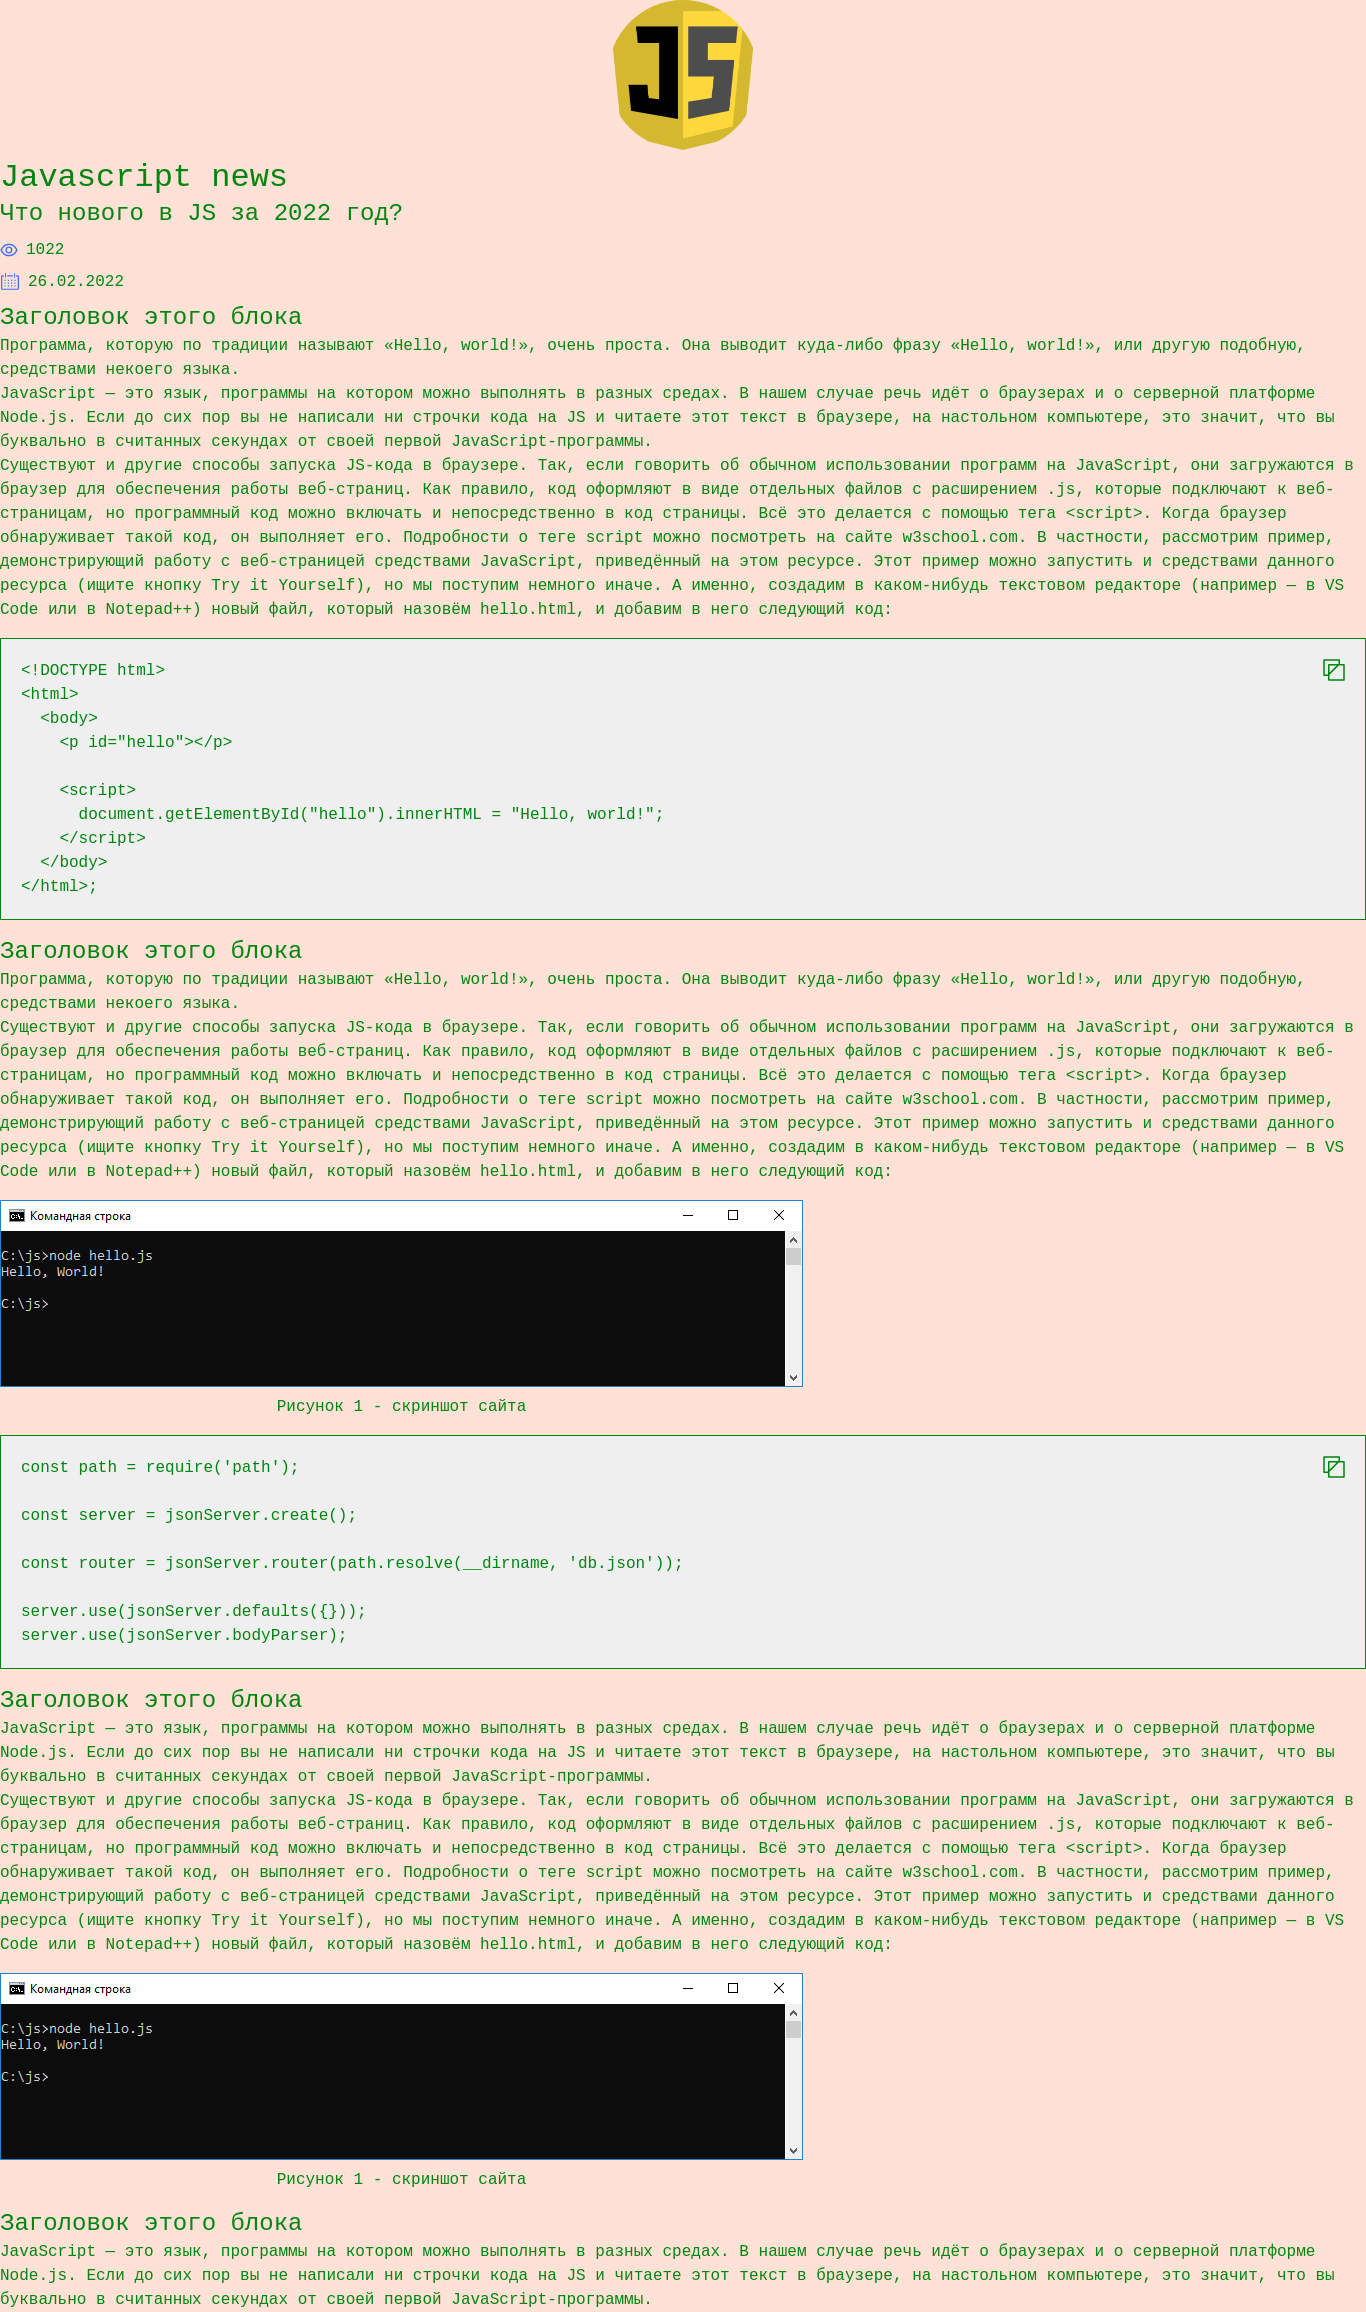 JS
Javascript news
Что нового в JS за 2022 год?
1022
26.02.2022
Заголовок этого блока
Программа, которую по традиции называют «Hello, world!», очень проста. Она выводит куда-либо фразу «Hello, world!», или другую подобную,
средствами некоего языка.
JavaScript — это язык, программы на котором можно выполнять в разных средах. В нашем случае речь идёт о браузерах и о серверной платформе
Node.js. Если до сих пор вы не написали ни строчки кода на JS и читаете этот текст в браузере, на настольном компьютере, это значит, что вы
буквально в считанных секундах от своей первой JavaScript-программы.
Существуют и другие способы запуска JS-кода в браузере. Так, если говорить об обычном использовании программ на JavaScript, они загружаются в
браузер для обеспечения работы веб-страниц. Как правило, код оформляют в виде отдельных файлов с расширением .js, которые подключают к веб-
страницам, но программный код можно включать и непосредственно в код страницы. Всё это делается с помощью тега <script>. Когда браузер
обнаруживает такой код, он выполняет его. Подробности о теге script можно посмотреть на сайте w3school.com. В частности, рассмотрим пример,
демонстрирующий работу с веб-страницей средствами JavaScript, приведённый на этом ресурсе. Этот пример можно запустить и средствами данного
ресурса (ищите кнопку Try it Yourself), но мы поступим немного иначе. А именно, создадим в каком-нибудь текстовом редакторе (например — в VS
Code или в Notepad++) новый файл, который назовём hello.html, и добавим в него следующий код:
<!DOCTYPE html>
<html>
  <body>
    <p id="hello"></p>

    <script>
      document.getElementById("hello").innerHTML = "Hello, world!";
    </script>
  </body>
</html>;
Заголовок этого блока
Программа, которую по традиции называют «Hello, world!», очень проста. Она выводит куда-либо фразу «Hello, world!», или другую подобную,
средствами некоего языка.
Существуют и другие способы запуска JS-кода в браузере. Так, если говорить об обычном использовании программ на JavaScript, они загружаются в
браузер для обеспечения работы веб-страниц. Как правило, код оформляют в виде отдельных файлов с расширением .js, которые подключают к веб-
страницам, но программный код можно включать и непосредственно в код страницы. Всё это делается с помощью тега <script>. Когда браузер
обнаруживает такой код, он выполняет его. Подробности о теге script можно посмотреть на сайте w3school.com. В частности, рассмотрим пример,
демонстрирующий работу с веб-страницей средствами JavaScript, приведённый на этом ресурсе. Этот пример можно запустить и средствами данного
ресурса (ищите кнопку Try it Yourself), но мы поступим немного иначе. А именно, создадим в каком-нибудь текстовом редакторе (например — в VS
Code или в Notepad++) новый файл, который назовём hello.html, и добавим в него следующий код:
Командная строка
C:\js>node hello.js
Hello, World!
C:\js>
Рисунок 1 - скриншот сайта
const path = require('path');

const server = jsonServer.create();

const router = jsonServer.router(path.resolve(__dirname, 'db.json'));

server.use(jsonServer.defaults({}));
server.use(jsonServer.bodyParser);
Заголовок этого блока
JavaScript — это язык, программы на котором можно выполнять в разных средах. В нашем случае речь идёт о браузерах и о серверной платформе
Node.js. Если до сих пор вы не написали ни строчки кода на JS и читаете этот текст в браузере, на настольном компьютере, это значит, что вы
буквально в считанных секундах от своей первой JavaScript-программы.
Существуют и другие способы запуска JS-кода в браузере. Так, если говорить об обычном использовании программ на JavaScript, они загружаются в
браузер для обеспечения работы веб-страниц. Как правило, код оформляют в виде отдельных файлов с расширением .js, которые подключают к веб-
страницам, но программный код можно включать и непосредственно в код страницы. Всё это делается с помощью тега <script>. Когда браузер
обнаруживает такой код, он выполняет его. Подробности о теге script можно посмотреть на сайте w3school.com. В частности, рассмотрим пример,
демонстрирующий работу с веб-страницей средствами JavaScript, приведённый на этом ресурсе. Этот пример можно запустить и средствами данного
ресурса (ищите кнопку Try it Yourself), но мы поступим немного иначе. А именно, создадим в каком-нибудь текстовом редакторе (например — в VS
Code или в Notepad++) новый файл, который назовём hello.html, и добавим в него следующий код:
Командная строка
C:\js>node hello.js
Hello, World!
C:\js>
Рисунок 1 - скриншот сайта
Заголовок этого блока
JavaScript — это язык, программы на котором можно выполнять в разных средах. В нашем случае речь идёт о браузерах и о серверной платформе
Node.js. Если до сих пор вы не написали ни строчки кода на JS и читаете этот текст в браузере, на настольном компьютере, это значит, что вы
буквально в считанных секундах от своей первой JavaScript-программы.